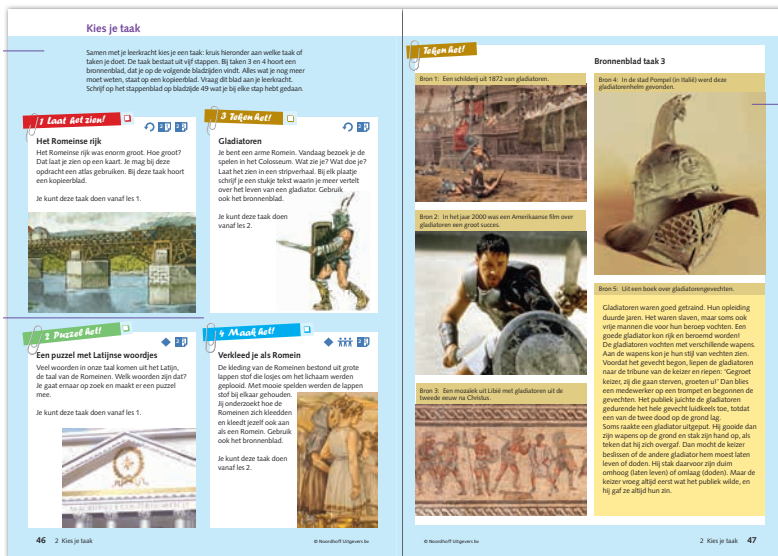 Kies je taak
Samen met je leerkracht kies je een taak: kruis hieronder aan welke taak of
taken je doet. De taak bestaat uit vijf stappen. Bij taken 3 en 4 hoort een
bronnenblad, dat je op de volgende bladzijden vindt. Alles wat je nog meer
moet weten, staat op een kopieerblad. Vraag dit blad aan je leerkracht.
Schrijf op het stappenblad op bladzijde 49 wat je bij elke stap hebt gedaan.
1 Laat het zien!
Het Romeinse rijk
Het Romeinse rijk was enorm groot. Hoe groot?
Dat laat je zien op een kaart. Je mag bij deze
opdracht een atlas gebruiken. Bij deze taak hoort
een kopieerblad.
Je kunt deze taak doen vanaf les 1.
2 Puzzel het!
Een puzzel met Latijnse woordjes
Veel woorden in onze taal komen uit het Latijn,
de taal van de Romeinen. Welk woorden zijn dat?
Je gaat ernaar op zoek en maakt er een puzzel
mee.
Je kunt deze taak doen vanaf les 1.
3 Teken het!
Gladiatoren
Je bent een arme Romein. Vandaag bezoek je de
spelen in het Colosseum. Wat zie je? Wat doe je?
Laat het zien in een stripverhaal. Bij elk plaatje
schrijf je een stukje tekst waarin je meer vertelt
over het leven van een gladiator. Gebruik
ook het bronnenblad.
Je kunt deze taak doen
vanaf les 2.
4 Maak het!
Verkleed je als Romein
De kleding van de Romeinen bestond uit grote
lappen stof die losjes om het lichaam werden
geplooid. Met mooie spelden werden de lappen
stof bij elkaar gehouden.
Jij onderzoekt hoe de
Romeinen zich kleedden
en kleedt jezelf ook aan
als een Romein. Gebruik
ook het bronnenblad.
Je kunt deze taak doen
vanaf les 2.
46 2 Kies je taak
© Noordhoff Uitgevers bv
Teken het!
Bronnenblad taak 3
Bron 1: Een schilderij uit 1872 van gladiatoren.
Bron 2: In het jaar 2000 was een Amerikaanse film over
gladiatoren een groot succes.
Bron 3: Een mozaïek uit Libië met gladiatoren uit de
tweede eeuw na Christus.
Bron 4: In de stad Pompeï (in Italië) werd deze
gladiatorenhelm gevonden.
Bron 5: Uit een boek over gladiatorengevechten.
Gladiatoren waren goed getraind. Hun opleiding
duurde jaren. Het waren slaven, maar soms ook
vrije mannen die voor hun beroep vochten. Een
goede gladiator kon rijk en beroemd worden!
De gladiatoren vochten met verschillende wapens.
Aan de wapens kon je hun stijl van vechten zien.
Voordat het gevecht begon, liepen de gladiatoren
naar de tribune van de keizer en riepen: "Gegroet
keizer, zij die gaan sterven, groeten u!' Dan blies
een medewerker op een trompet en begonnen de
gevechten. Het publiek juichte de gladiatoren
gedurende het hele gevecht luidkeels toe, totdat
een van de twee dood op de grond lag.
Soms raakte een gladiator uitgeput. Hij gooide dan
zijn wapens op de grond en stak zijn hand op, als
teken dat hij zich overgaf. Dan mocht de keizer
beslissen of de andere gladiator hem moest laten
leven of doden. Hij stak daarvoor zijn duim
omhoog (laten leven) of omlaag (doden). Maar de
keizer vroeg altijd eerst wat het publiek wilde, en
hij gaf ze altijd hun zin.
© Noordhoff Uitgevers bv
2 Kies je taak 47